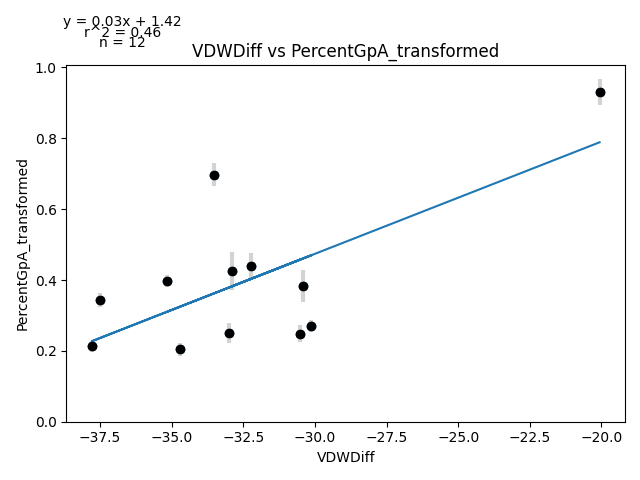 y = 0.03x + 1.42
r^2 = 0.46
n = 12
VDWDiff vs PercentGpA_transformed
1.0
0.8
0.6
0.4
0.2
0.0
PercentGpA_transformed
−37.5 −35.0 −32.5 −30.0 −27.5 −25.0 −22.5 −20.0
VDWDiff